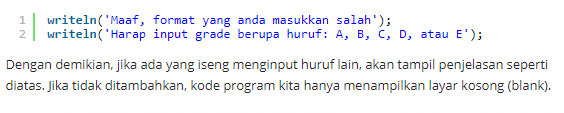 1 writeln('Maaf, format yang anda masukkan salah');
2 writeln('Harap input grade berupa huruf: A, B, C, D, atau E');
Dengan demikian, jika ada yang iseng menginput huruf lain, akan tampil penjelasan seperti
diatas. Jika tidak ditambahkan, kode program kita hanya menampilkan layar kosong (blank).